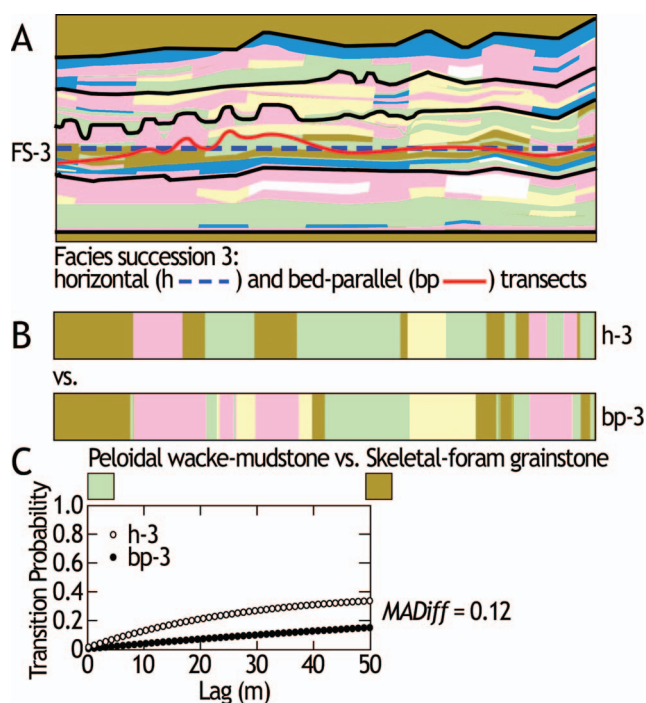 A
FS-3
Facies succession 3:
horizontal (h ) and bed-parallel (bp ) transects
B
h-3
vs.
bp-3
C
Peloidal wacke-mudstone vs. Skeletal-foram grainstone
Transition Probability
1.0
0.8
0.6
0.4
0.2
0
h-3
bp-3
MADiff = 0.12
0 10 20 30 40 50
Lag (m)